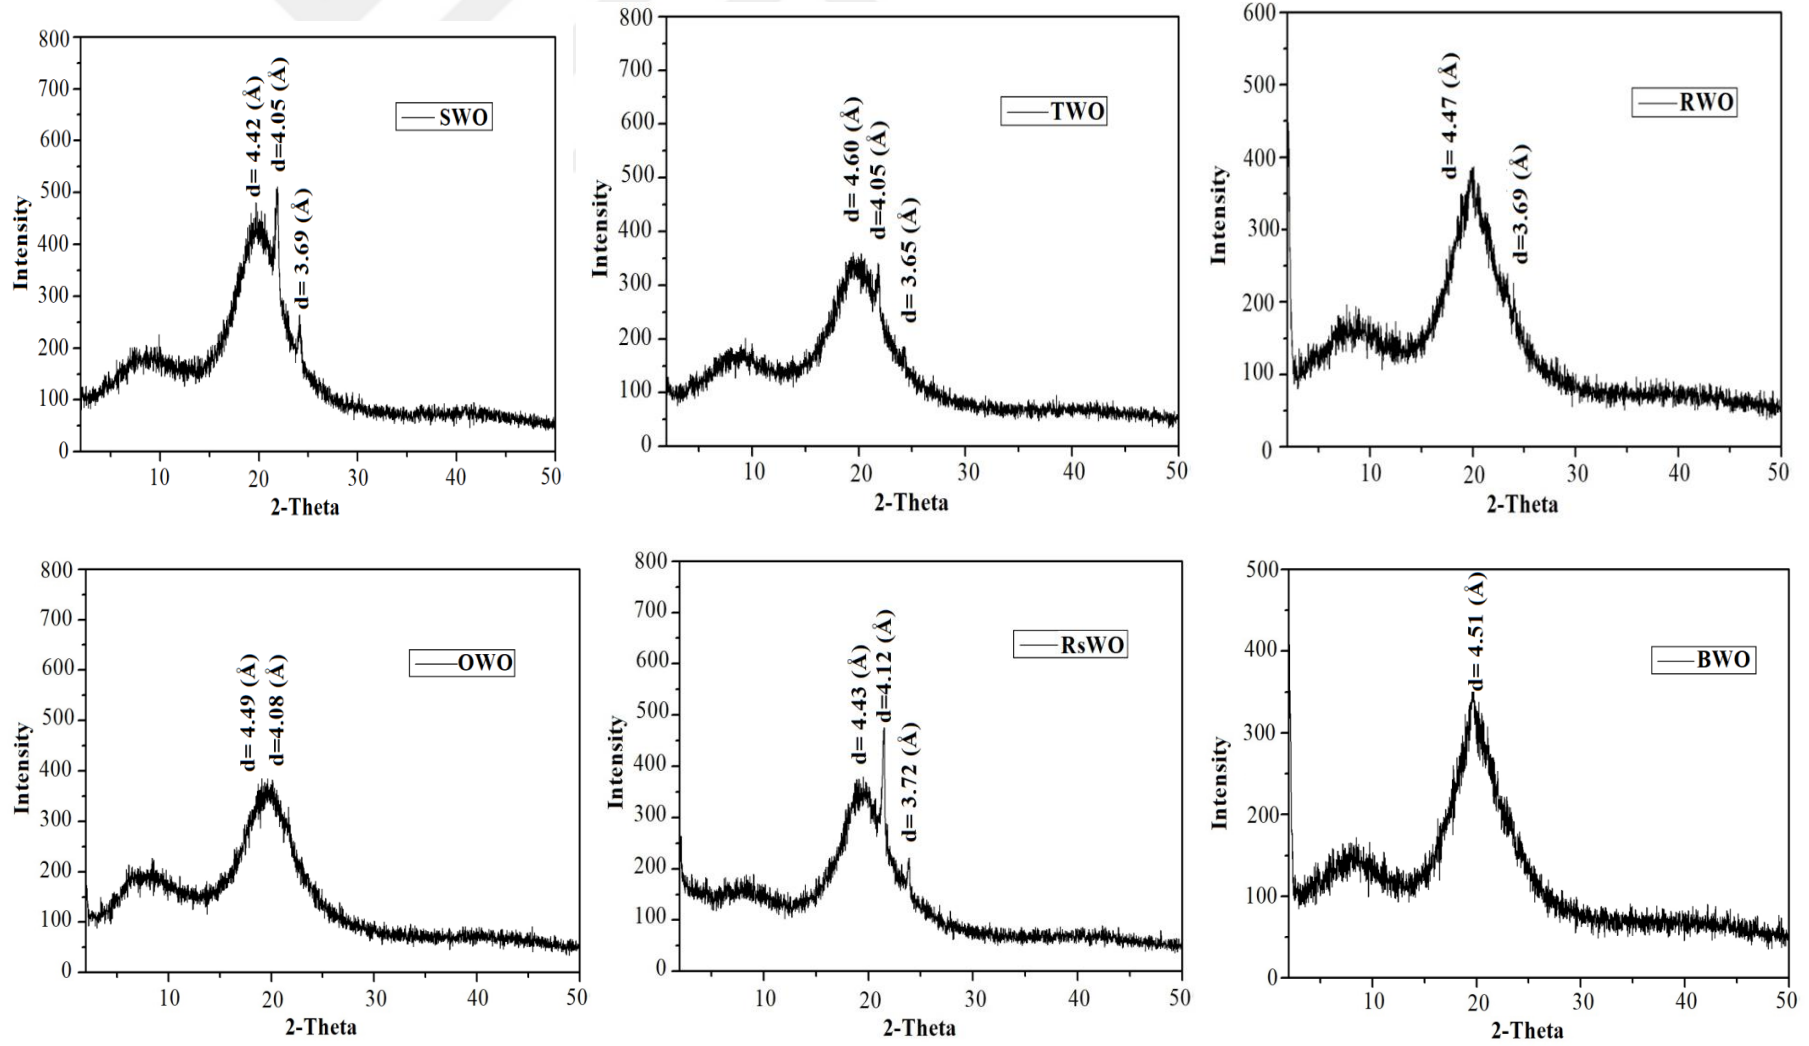 800
700
600
500
400
300
200
100
0
Intensity
d= 4.42 (Å)
d=4.05 (Å)
d= 3.69 (Å)
SWO
10 20 30 40 50
2-Theta
800
700
600
500
400
300
200
100
0
Intensity
d= 4.60 (Å)
d=4.05 (Å)
d= 3.65 (Å)
TWO
10 20 30 40 50
2-Theta
600
500
400
300
200
100
0
Intensity
d= 4.47 (Å)
d=3.69 (Å)
RWO
10 20 30 40 50
2-Theta
800
700
600
500
400
300
200
100
0
Intensity
d= 4.49 (Å)
d=4.08 (Å)
OWO
10 20 30 40 50
2-Theta
800
700
600
500
400
300
200
100
0
Intensity
d= 4.43 (Å)
d=4.12 (Å)
d= 3.72 (Å)
RsWO
10 20 30 40 50
2-Theta
500
400
300
200
100
0
Intensity
d= 4.51 (Å)
BWO
10 20 30 40 50
2-Theta